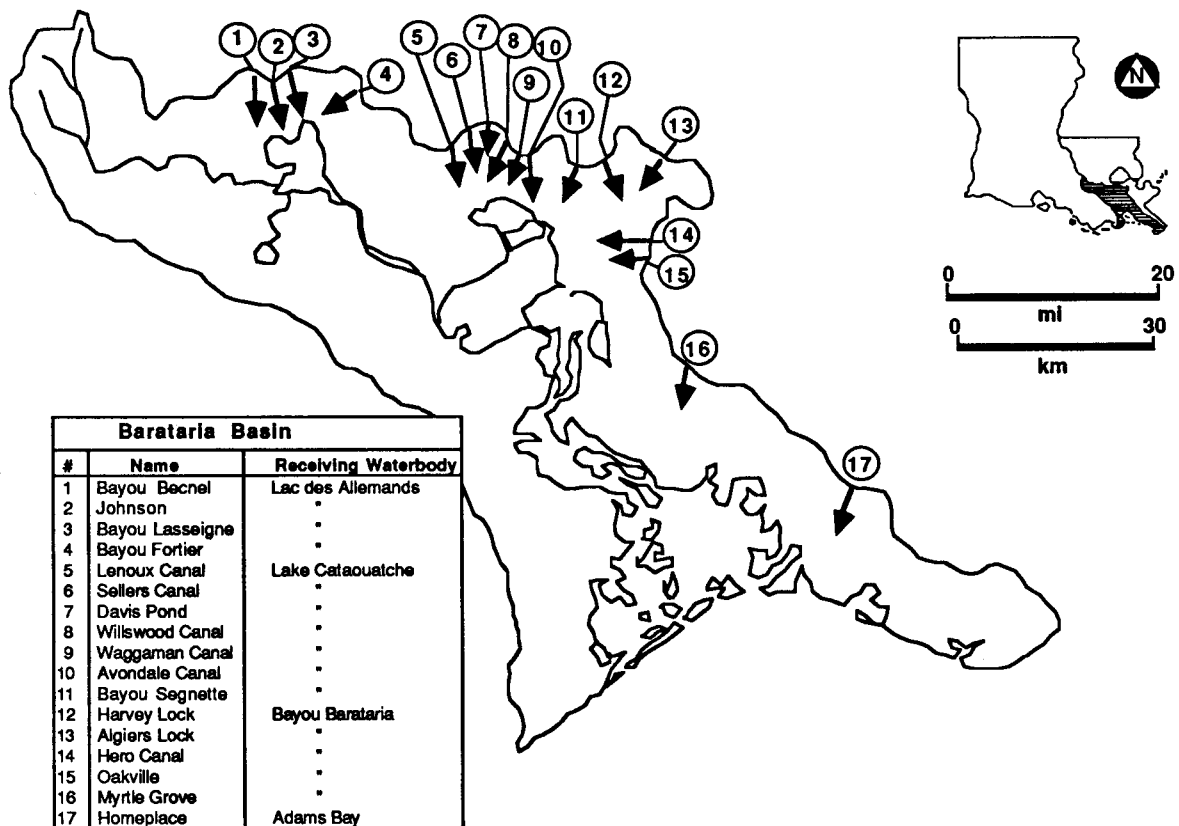 1 2 3 4 5 6 7 8 9 10 11 12 13
N
14
15
0 20
mi
0 30
km
16
17
Barataria Basin
# Name Receiving Waterbody
1 Bayou Becnel Lac des Allemands
2 Johnson "
3 Bayou Lasseigne "
4 Bayou Fortier "
5 Lenoux Canal Lake Cataouatche
6 Sellers Canal "
7 Davis Pond "
8 Willswood Canal "
9 Waggaman Canal "
10 Avondale Canal "
11 Bayou Segnette "
12 Harvey Lock Bayou Barataria
13 Algiers Lock "
14 Hero Canal "
15 Oakville "
16 Myrtle Grove "
17 Homeplace Adams Bay